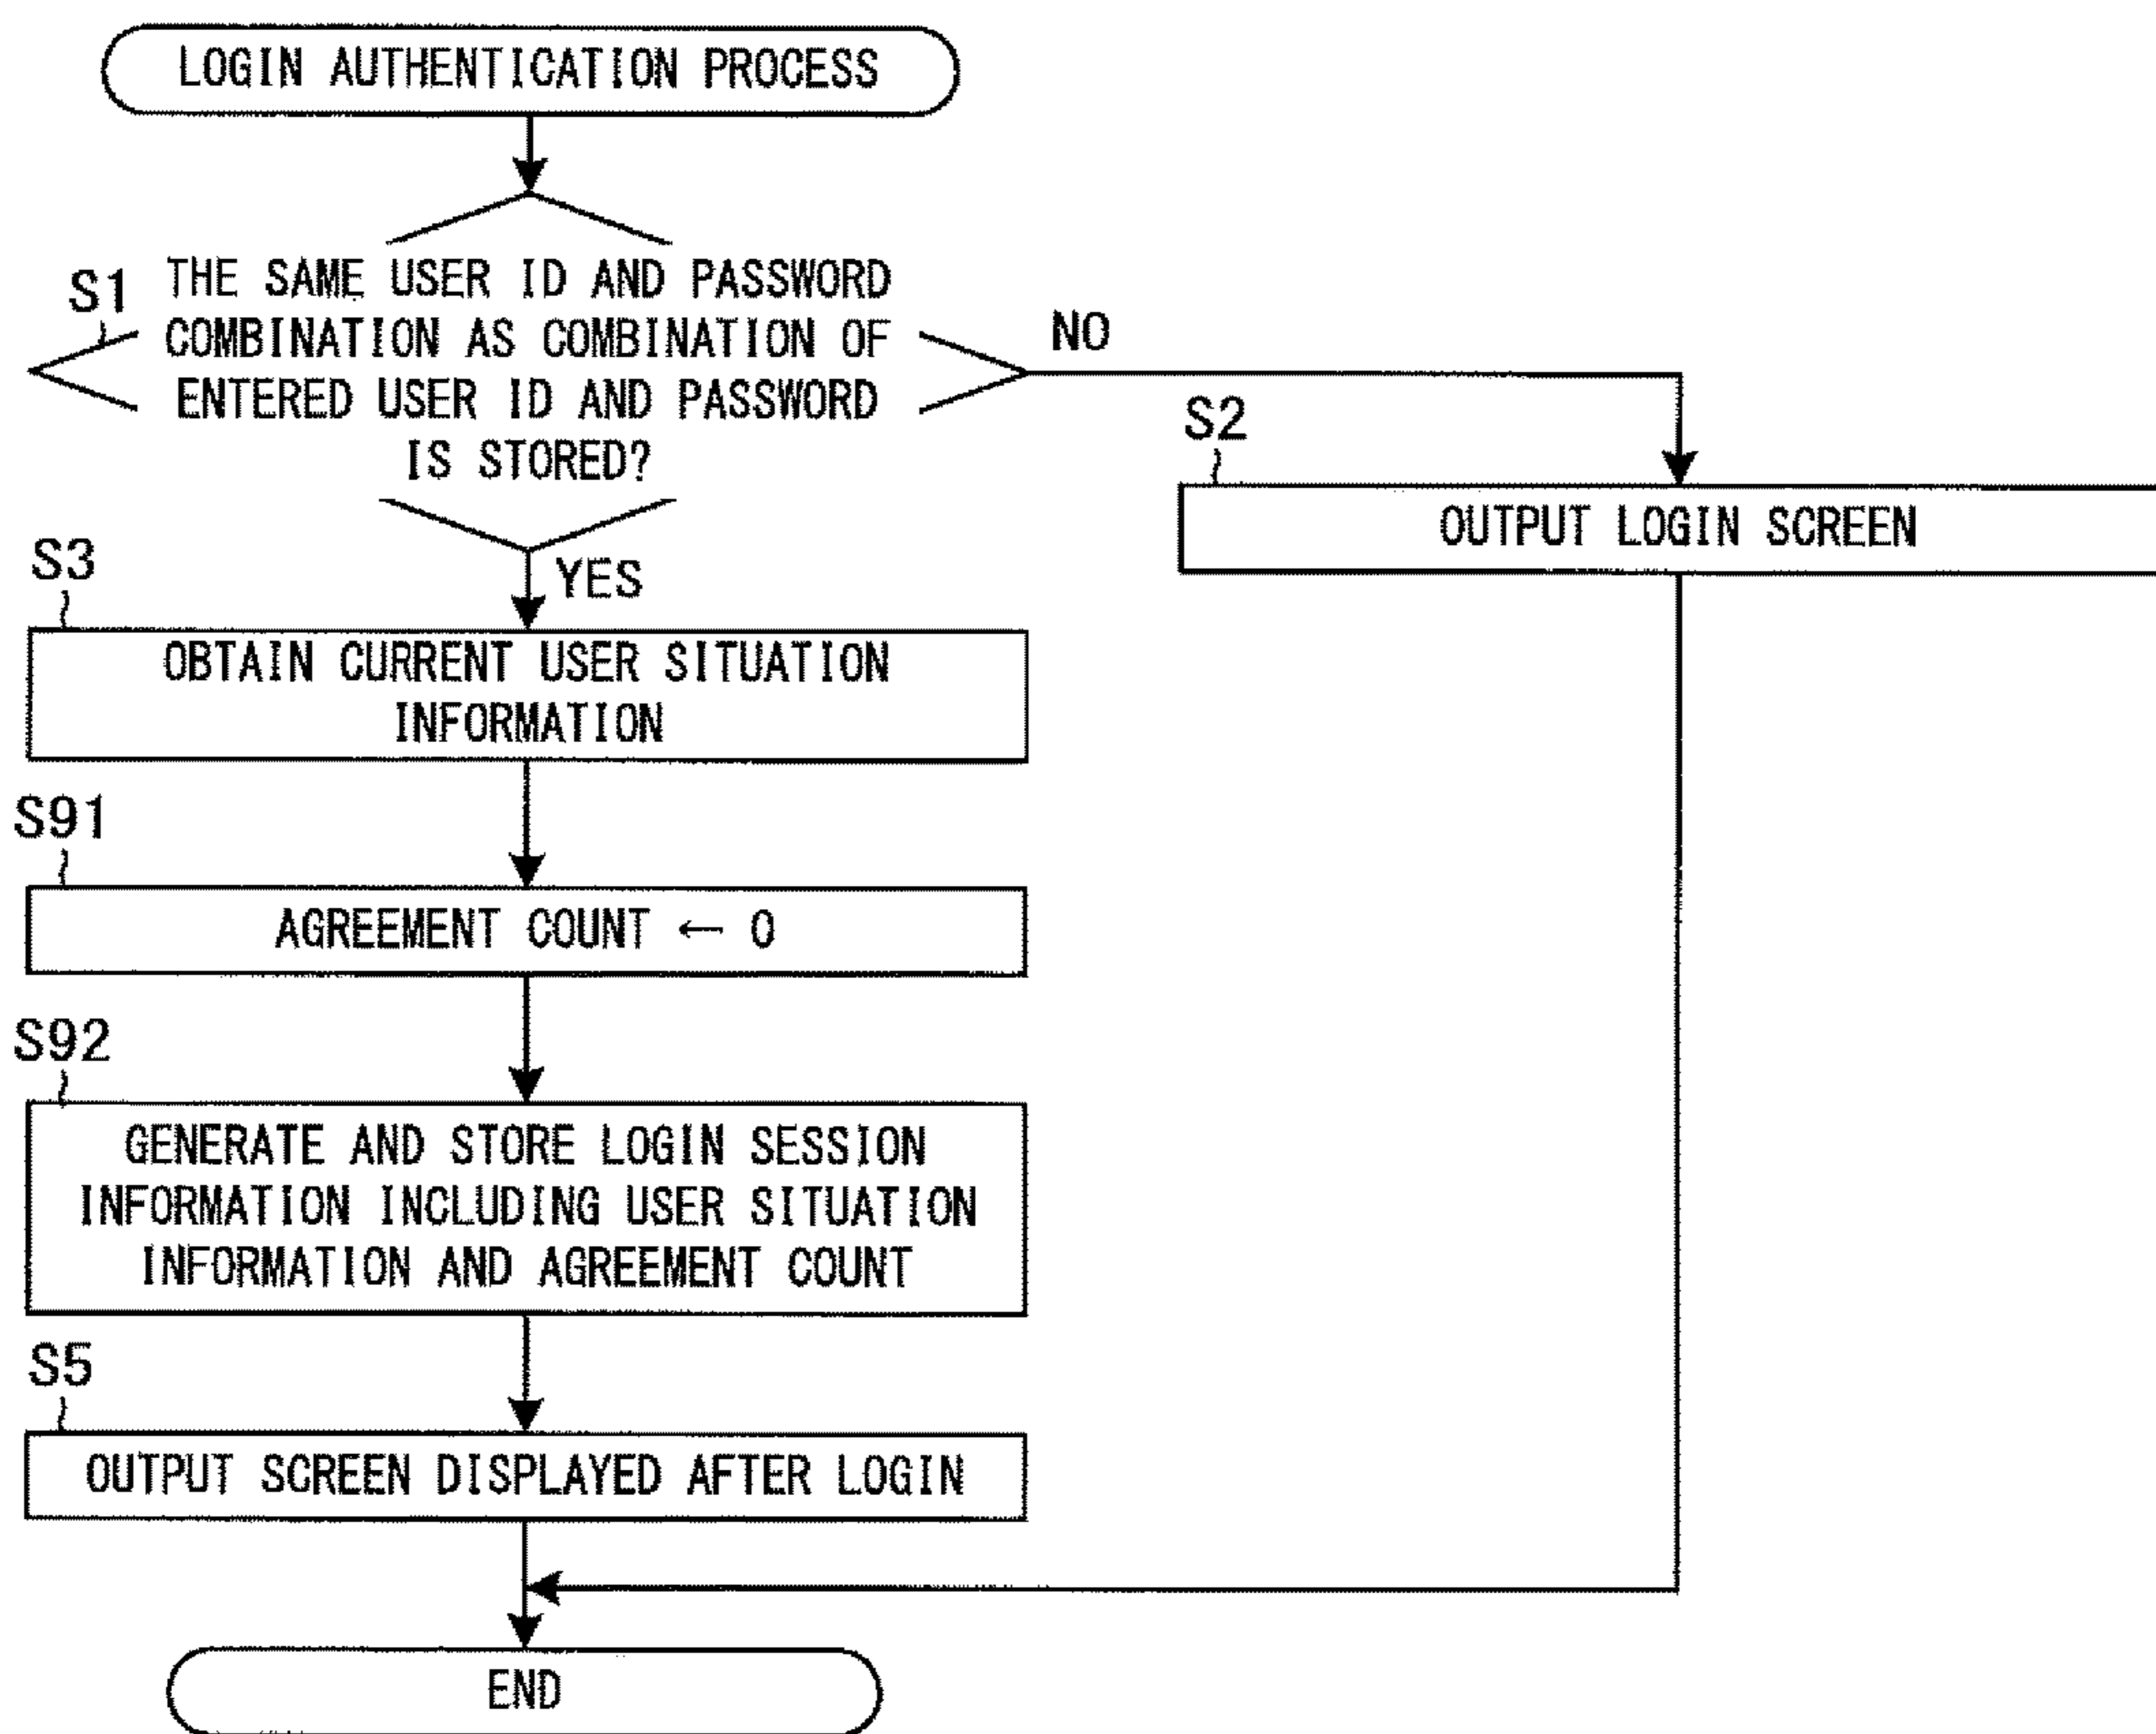 LOGIN AUTHENTICATION PROCESS
S1
THE SAME USER ID AND PASSWORD
COMBINATION AS COMBINATION OF
ENTERED USER ID AND PASSWORD
IS STORED?
NO
S2
OUTPUT LOGIN SCREEN
YES
S3
OBTAIN CURRENT USER SITUATION
INFORMATION
S91
AGREEMENT COUNT ← 0
S92
GENERATE AND STORE LOGIN SESSION
INFORMATION INCLUDING USER SITUATION
INFORMATION AND AGREEMENT COUNT
S5
OUTPUT SCREEN DISPLAYED AFTER LOGIN
END